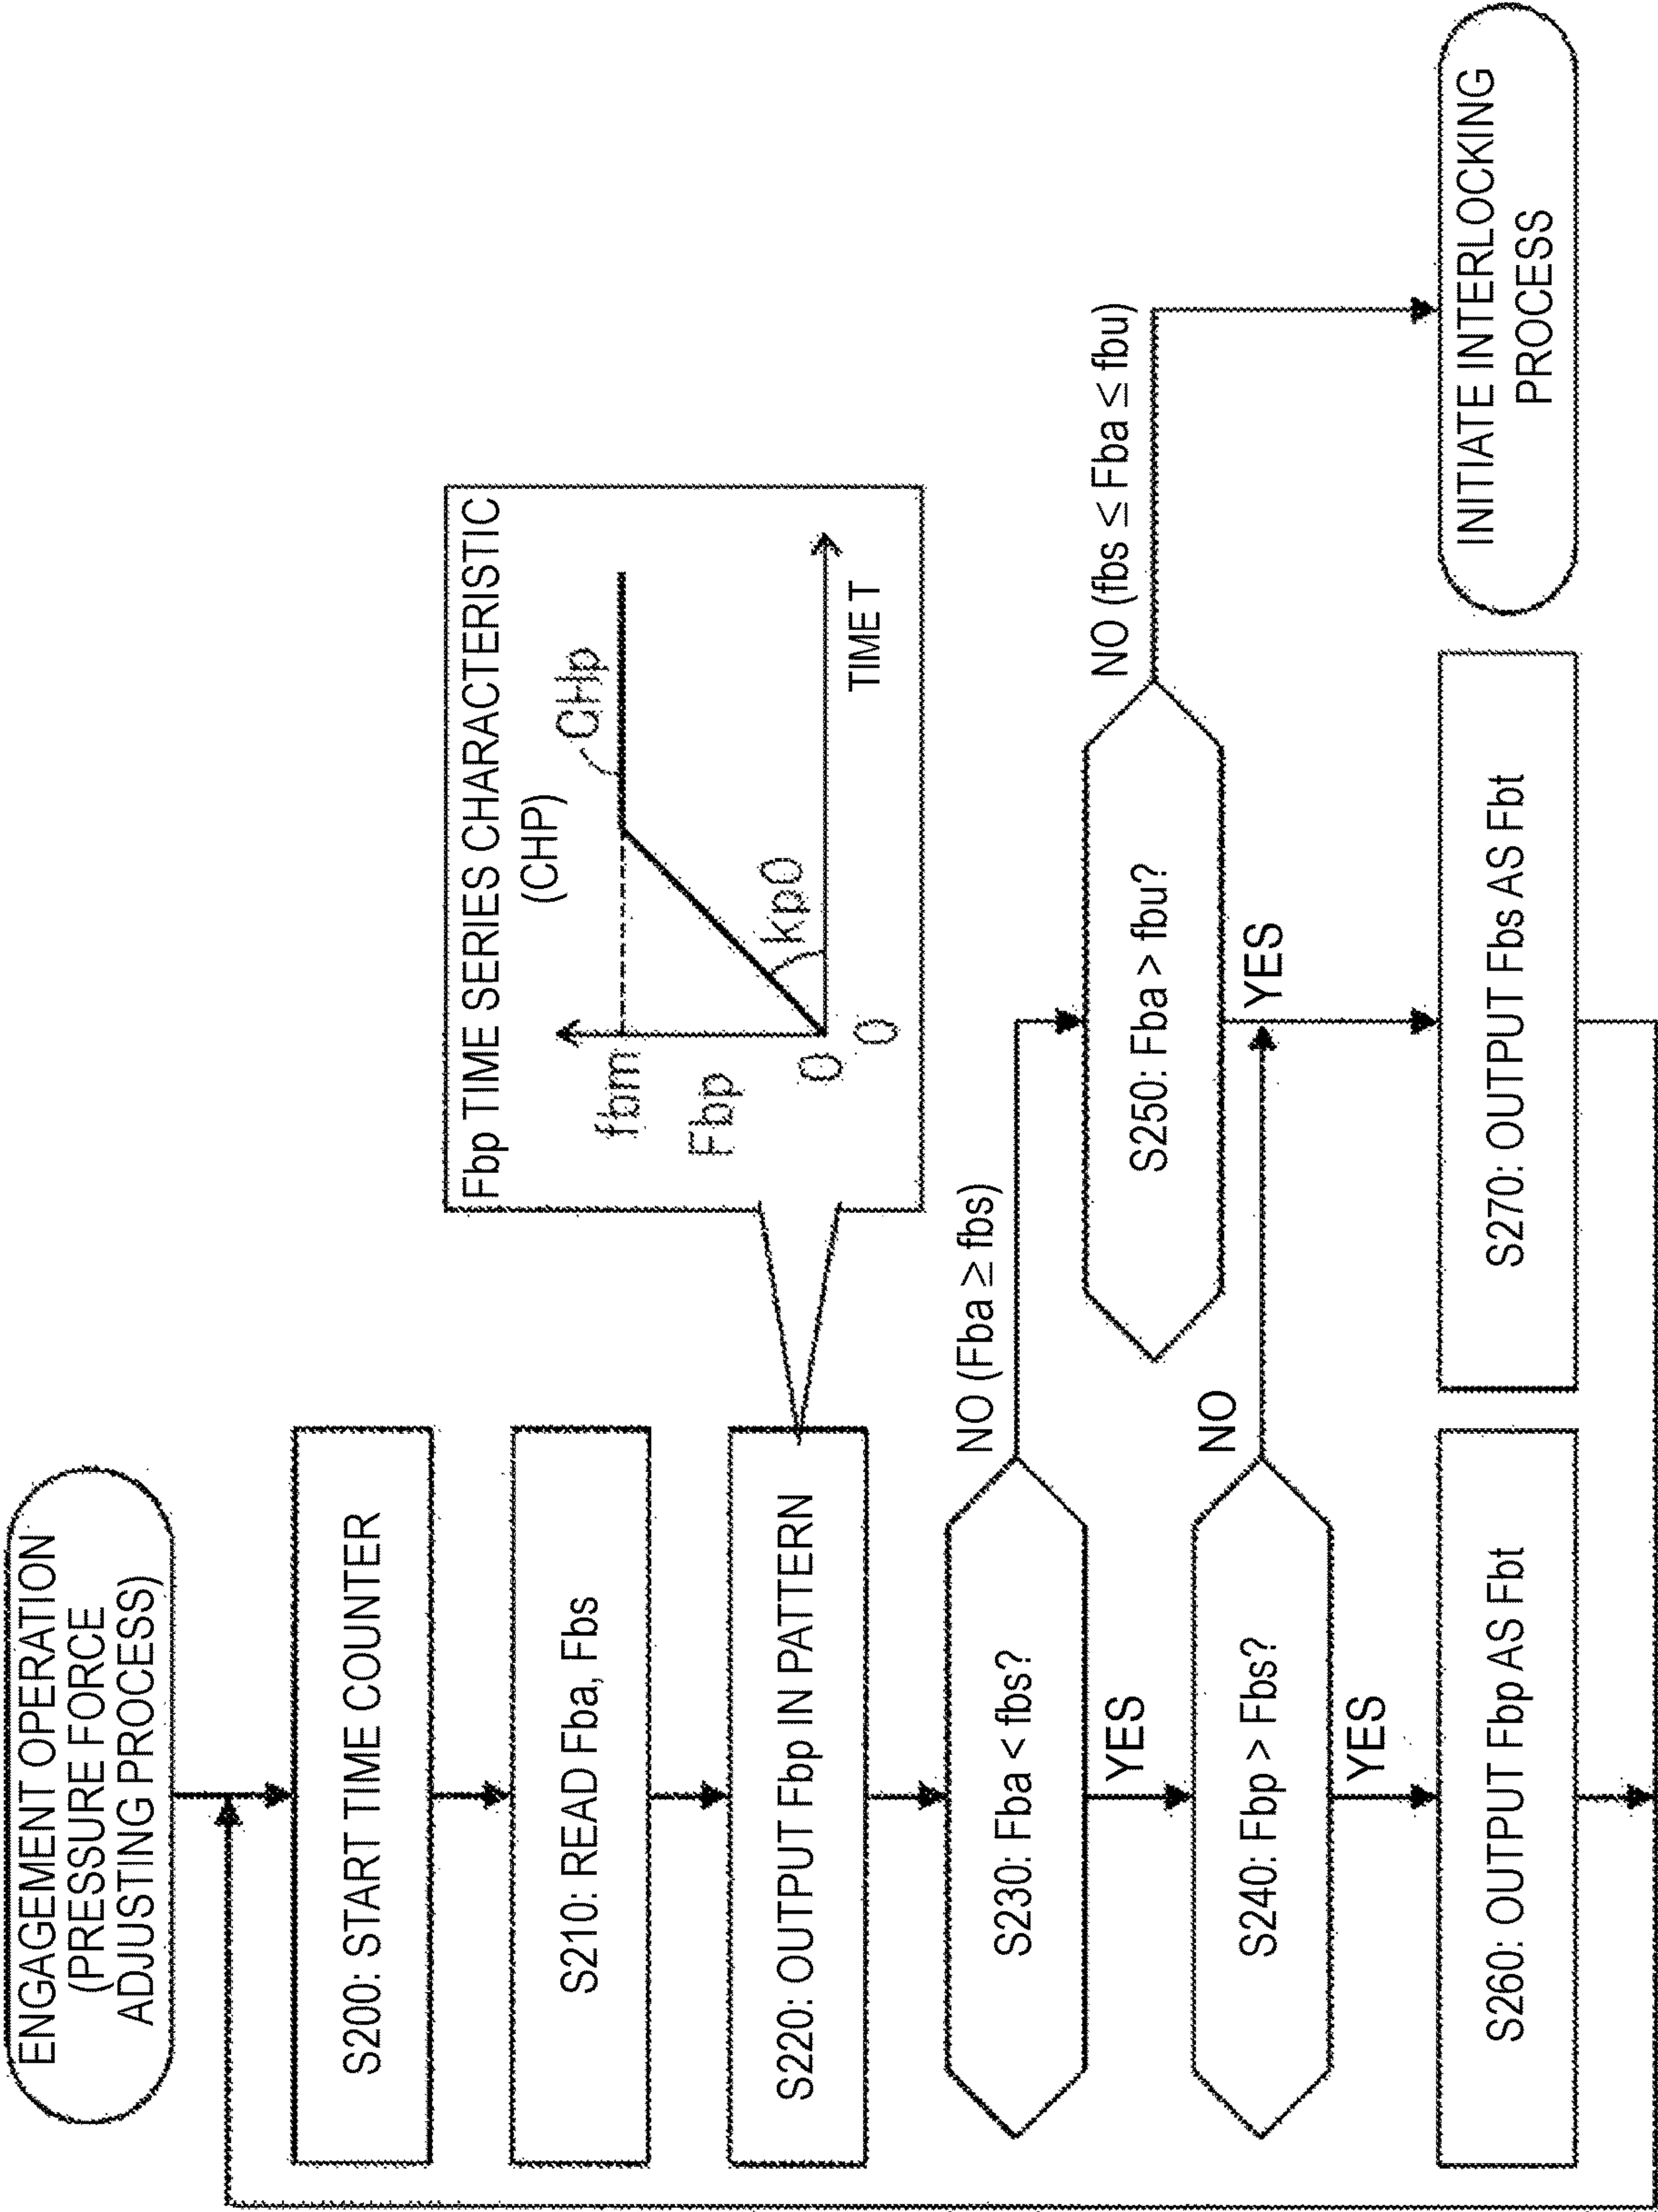 ENGAGEMENT OPERATION
(PRESSURE FORCE
ADJUSTING PROCESS)
S200: START TIME COUNTER
S210: READ Fba, Fbs
S220: OUTPUT Fbp IN PATTERN
Fbp TIME SERIES CHARACTERISTIC
(CHP)
CHp
fbm
Fbp
kp0
0
0
TIME T
S230: Fba < fbs?
NO (Fba ≥ fbs)
YES
S240: Fbp > Fbs?
NO
YES
S250: Fba > fbu?
NO (fbs ≤ Fba ≤ fbu)
YES
S260: OUTPUT Fbp AS Fbt
S270: OUTPUT Fbs AS Fbt
INITIATE INTERLOCKING
PROCESS